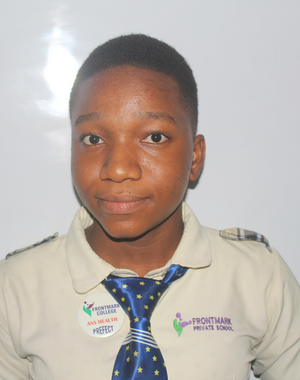 FRONTMARK
COLLEGE
ASS HEALTH
PREFECT
FRONTMARK
PRIVATE SCHOOL